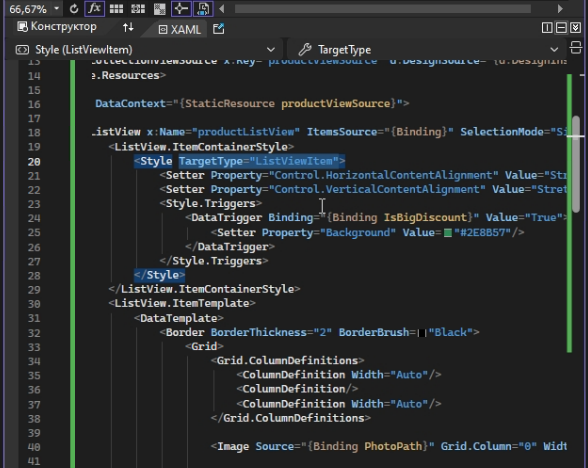 66,67%
Конструктор XAML
Style (ListViewItem) TargetType
13 CollectionViewSource x:Key="productViewSource" d:DesignSource="{d:DesignIns
14 e.Resources>
15
16 DataContext="{StaticResource productViewSource}">
17
18 ListView x:Name="productListView" ItemsSource="{Binding}" SelectionMode="Si
19 <ListView.ItemContainerStyle>
20 <Style TargetType="ListViewItem">
21 <Setter Property="Control.HorizontalContentAlignment" Value="Str
22 <Setter Property="Control.VerticalContentAlignment" Value="Stret
23 <Style.Triggers>
24 <DataTrigger Binding="{Binding IsBigDiscount}" Value="True">
25 <Setter Property="Background" Value="#2E8B57"/>
26 </DataTrigger>
27 </Style.Triggers>
28 </Style>
29 </ListView.ItemContainerStyle>
30 <ListView.ItemTemplate>
31 <DataTemplate>
32 <Border BorderThickness="2" BorderBrush="Black">
33 <Grid>
34 <Grid.ColumnDefinitions>
35 <ColumnDefinition Width="Auto"/>
36 <ColumnDefinition/>
37 <ColumnDefinition Width="Auto"/>
38 </Grid.ColumnDefinitions>
39
40 <Image Source="{Binding PhotoPath}" Grid.Column="0" Widt
41